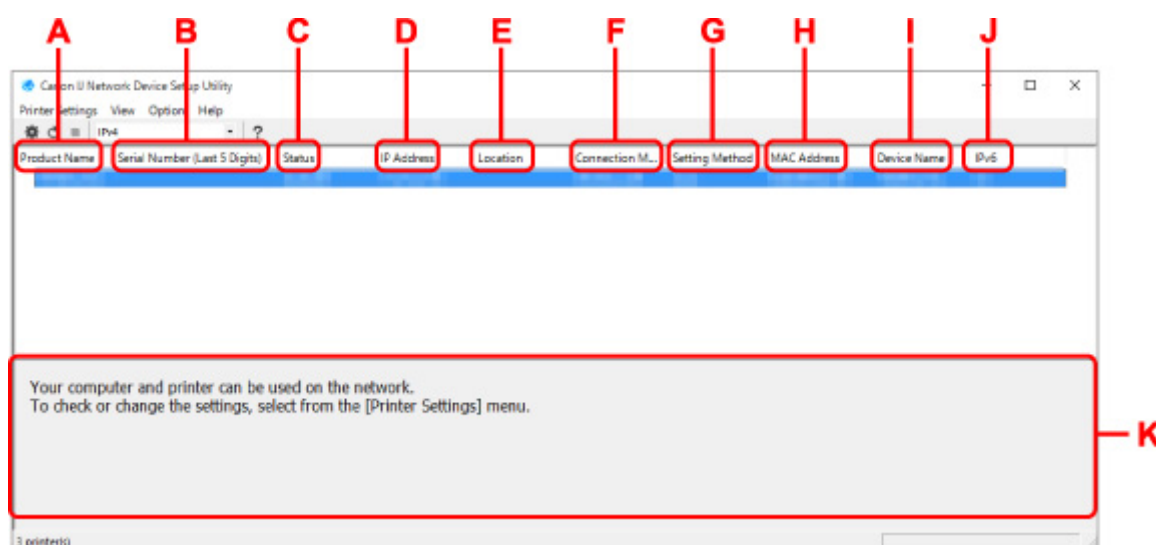 A B C D E F G H I J
Canon IJ Network Device Setup Utility
Printer Settings View Option Help
IPv4 ?
Product Name Serial Number (Last 5 Digits) Status IP Address Location Connection M... Setting Method MAC Address Device Name IPv6
Your computer and printer can be used on the network.
To check or change the settings, select from the [Printer Settings] menu.
K
3 printer(s)